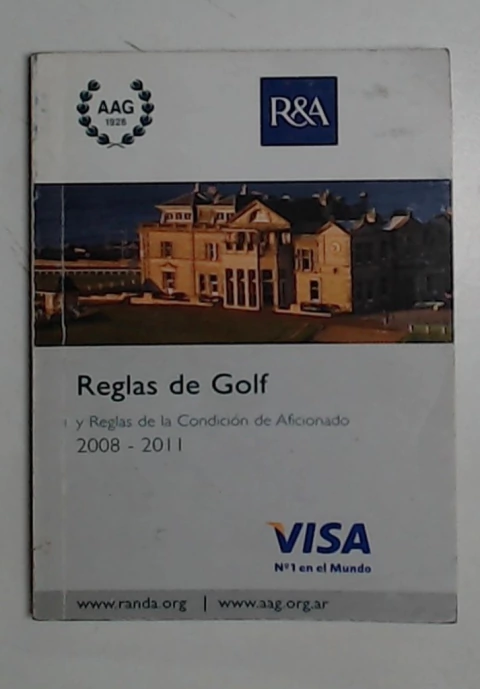 AAG
1926
R&A
Reglas de Golf
y Reglas de la Condición de Aficionado
2008 - 2011
VISA
Nº1 en el Mundo
www.randa.org | www.aag.org.ar